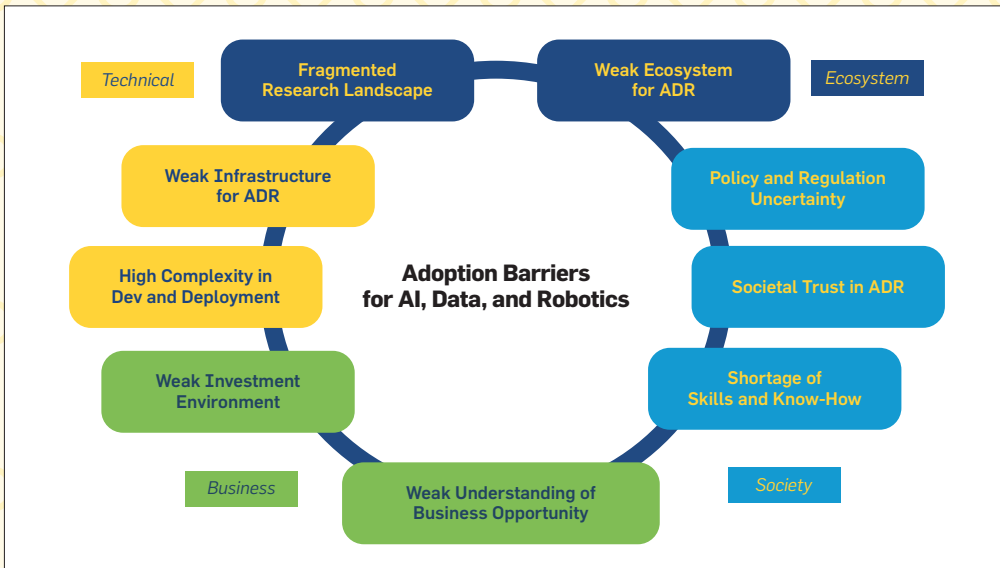 Technical
Fragmented
Research Landscape
Weak Ecosystem
for ADR
Ecosystem
Weak Infrastructure
for ADR
Policy and Regulation
Uncertainty
High Complexity in
Dev and Deployment
Adoption Barriers
for AI, Data, and Robotics
Societal Trust in ADR
Weak Investment
Environment
Shortage of
Skills and Know-How
Business
Weak Understanding of
Business Opportunity
Society